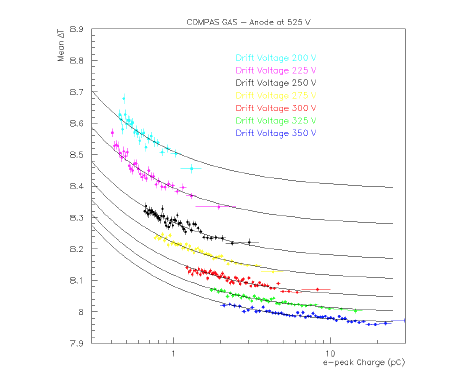 COMPAS GAS – Anode at 525 V
Mean ΔT
8.9
8.8
8.7
8.6
8.5
8.4
8.3
8.2
8.1
8
7.9
Drift Voltage 200 V
Drift Voltage 225 V
Drift Voltage 250 V
Drift Voltage 275 V
Drift Voltage 300 V
Drift Voltage 325 V
Drift Voltage 350 V
1
10
e-peak Charge (pC)